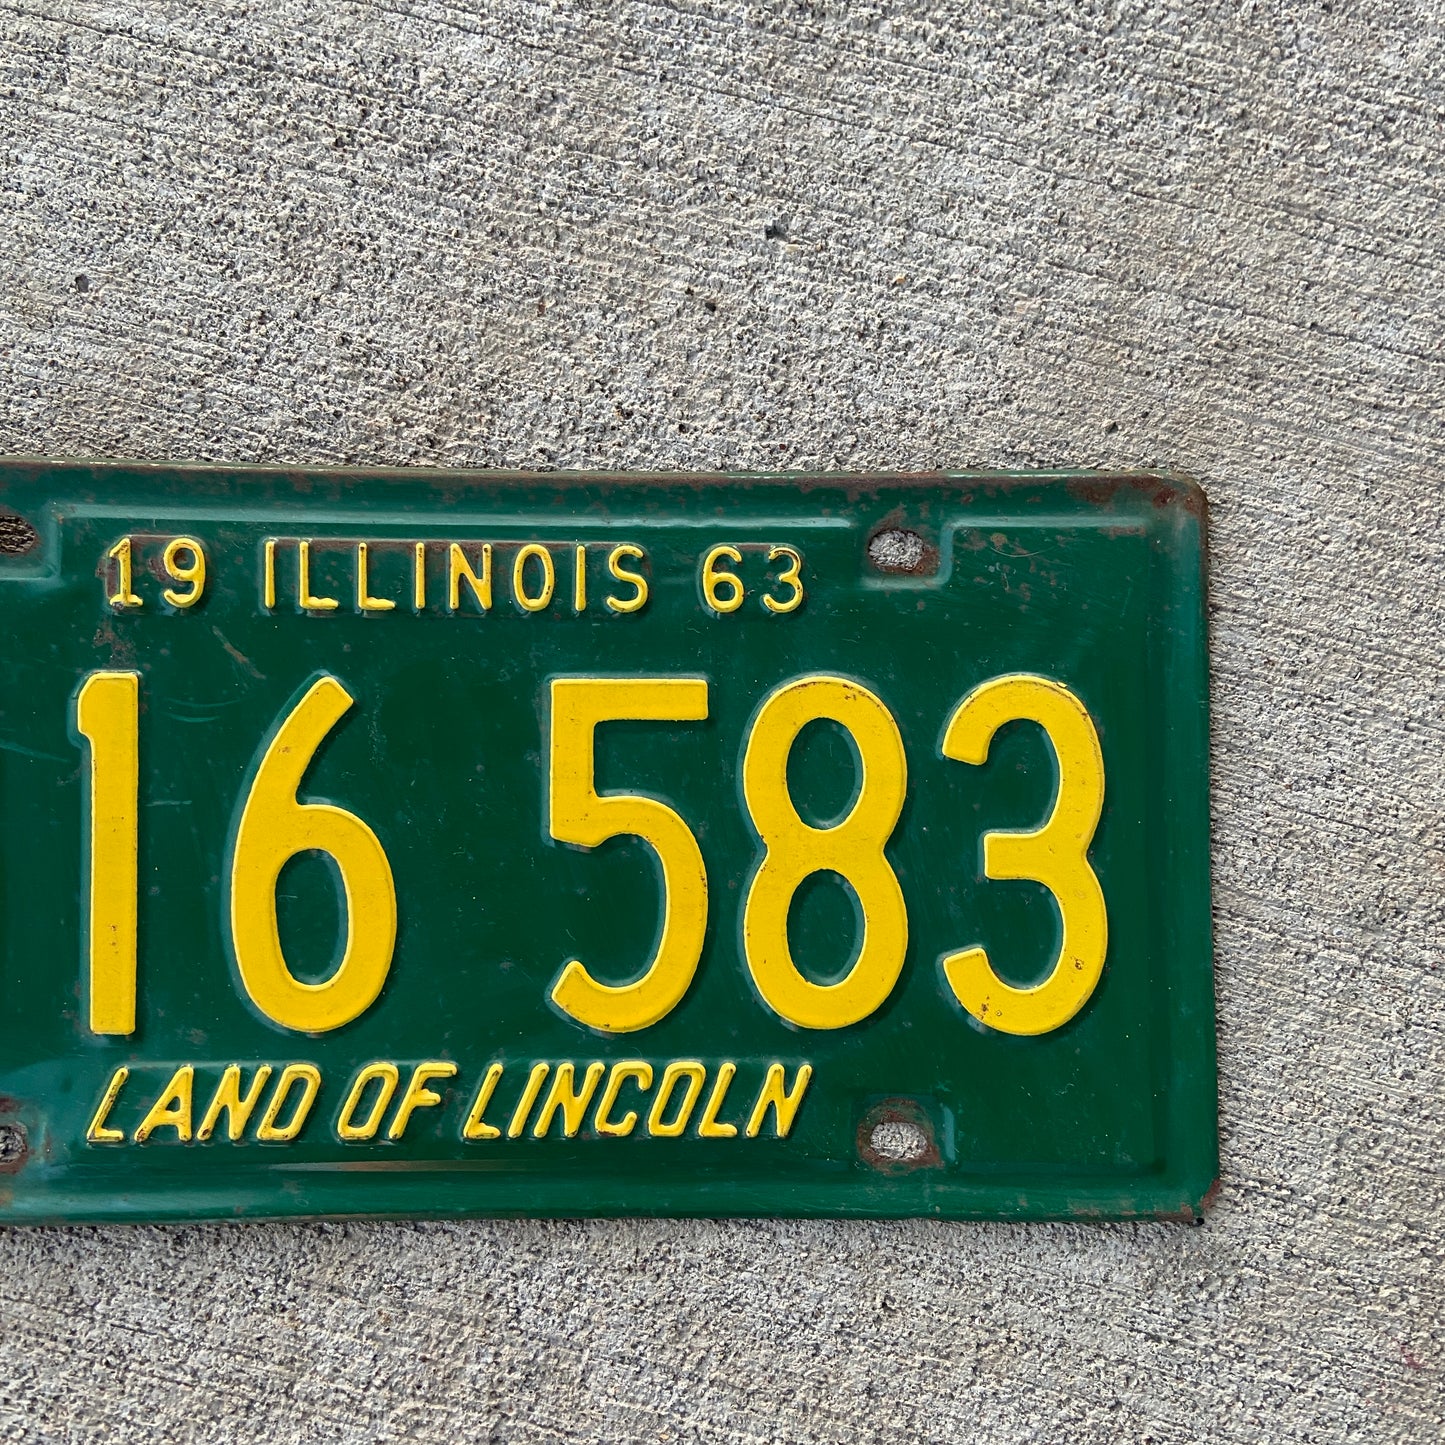 19 ILLINOIS 63
16 583
LAND OF LINCOLN